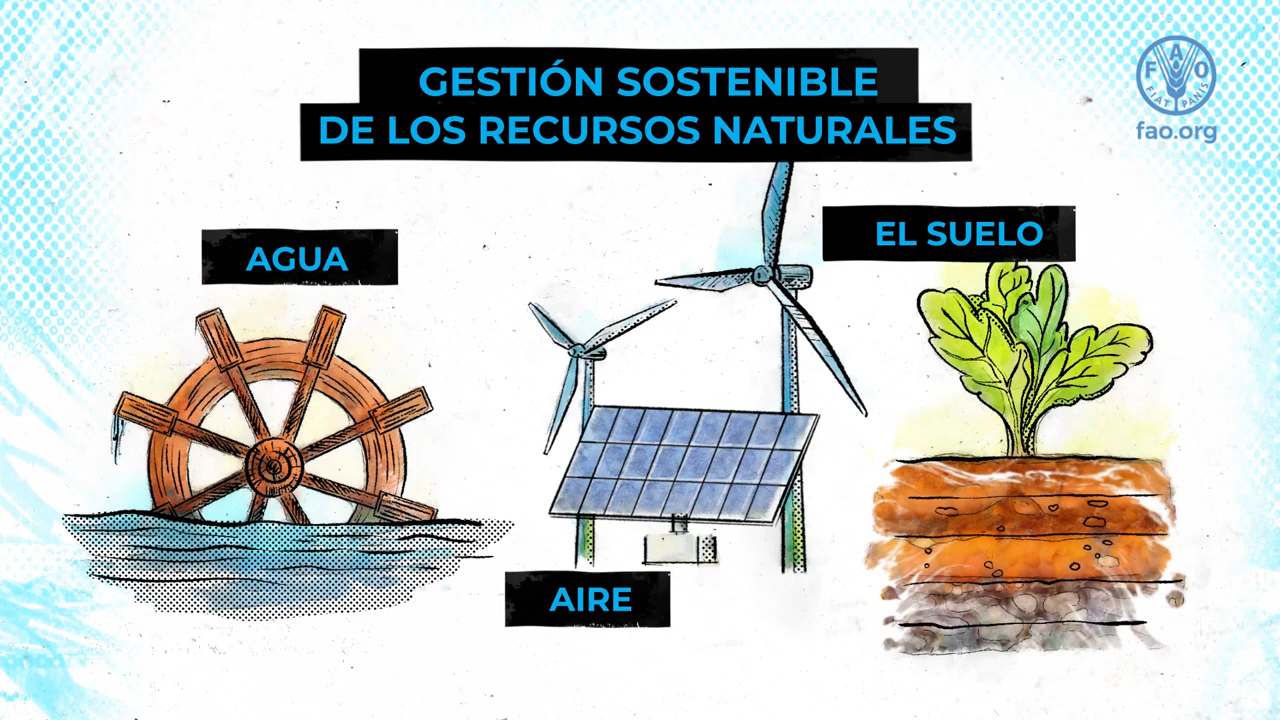 GESTIÓN SOSTENIBLE
DE LOS RECURSOS NATURALES
FAO
FIAT PANIS
fao.org
AGUA
EL SUELO
AIRE